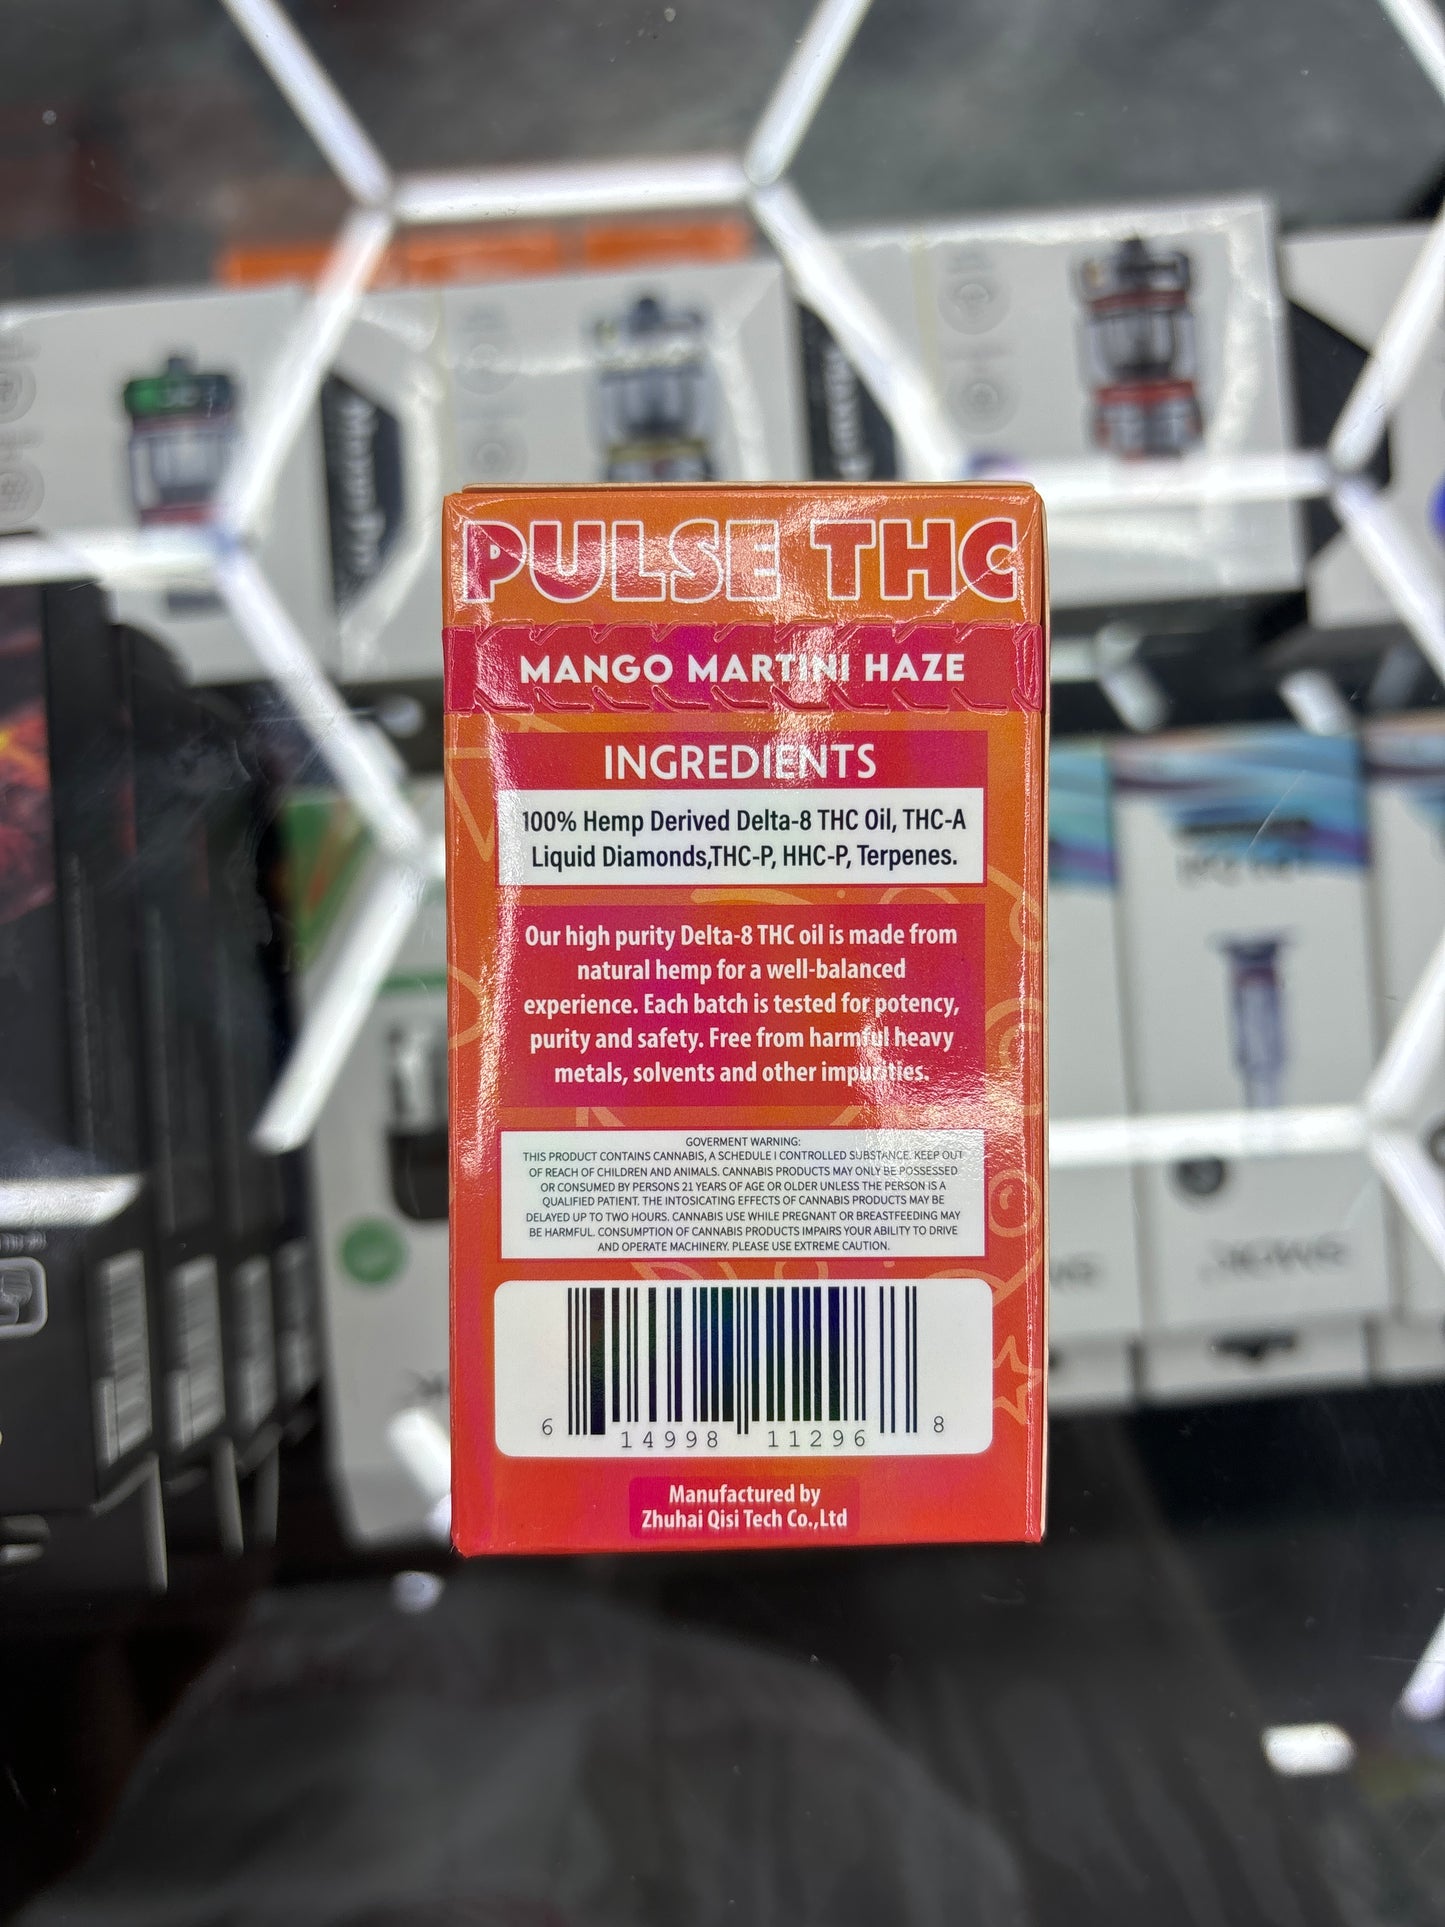 PULSE THC
MANGO MARTINI HAZE
INGREDIENTS
100% Hemp Derived Delta-8 THC Oil, THC-A
Liquid Diamonds,THC-P, HHC-P, Terpenes.
Our high purity Delta-8 THC oil is made from
natural hemp for a well-balanced
experience. Each batch is tested for potency,
purity and safety. Free from harmful heavy
metals, solvents and other impurities.
GOVERMENT WARNING:
THIS PRODUCT CONTAINS CANNABIS, A SCHEDULE I CONTROLLED SUBSTANCE. KEEP OUT
OF REACH OF CHILDREN AND ANIMALS. CANNABIS PRODUCTS MAY ONLY BE POSSESSED
OR CONSUMED BY PERSONS 21 YEARS OF AGE OR OLDER UNLESS THE PERSON IS A
QUALIFIED PATIENT. THE INTOSICATING EFFECTS OF CANNABIS PRODUCTS MAY BE
DELAYED UP TO TWO HOURS. CANNABIS USE WHILE PREGNANT OR BREASTFEEDING MAY
BE HARMFUL. CONSUMPTION OF CANNABIS PRODUCTS IMPAIRS YOUR ABILITY TO DRIVE
AND OPERATE MACHINERY. PLEASE USE EXTREME CAUTION.
6 14998 11296 8
Manufactured by
Zhuhai Qisi Tech Co.,Ltd